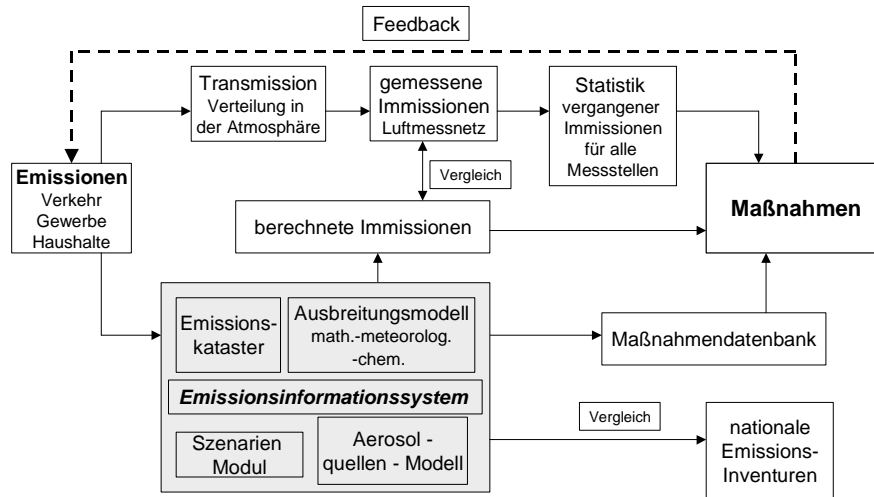 Feedback
Transmission
Verteilung in
der Atmosphäre
gemessene
Immissionen
Luftmessnetz
Statistik
vergangener
Immissionen
für alle
Messstellen
Emissionen
Verkehr
Gewerbe
Haushalte
Vergleich
Maßnahmen
berechnete Immissionen
Emissions-
kataster
Ausbreitungsmodell
math.-meteorolog.
-chem.
Maßnahmendatenbank
Emissionsinformationssystem
Szenarien
Modul
Aerosol -
quellen - Modell
Vergleich
nationale
Emissions-
Inventuren